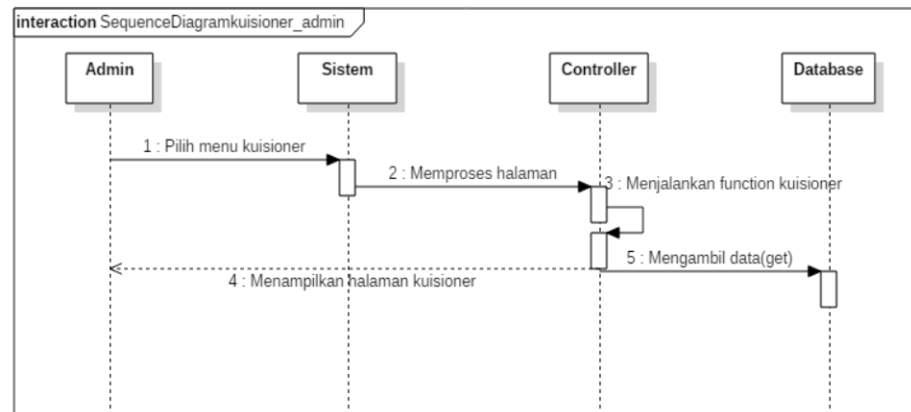 interaction SequenceDiagramkuisioner_admin
Admin
Sistem
Controller
Database
1 : Pilih menu kuisioner
2 : Memproses halaman
3 : Menjalankan function kuisioner
5 : Mengambil data(get)
4 : Menampilkan halaman kuisioner